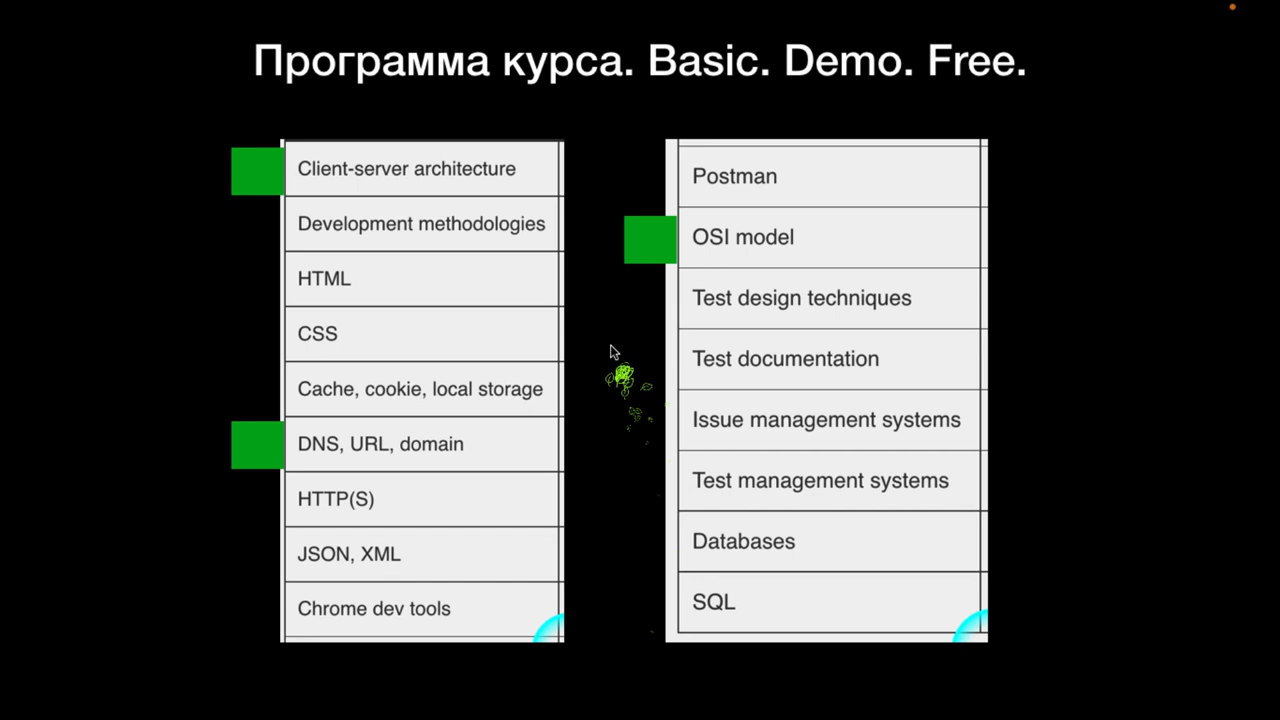 Программа курса. Basic. Demo. Free.
Client-server architecture
Development methodologies
HTML
CSS
Cache, cookie, local storage
DNS, URL, domain
HTTP(S)
JSON, XML
Chrome dev tools
Postman
OSI model
Test design techniques
Test documentation
Issue management systems
Test management systems
Databases
SQL